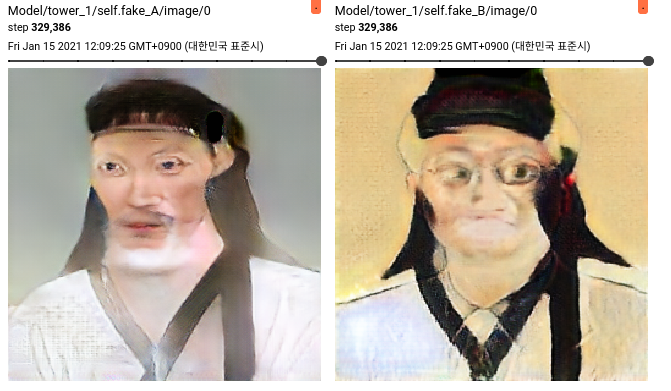 Model/tower_1/self.fake_A/image/0
step 329,386
Fri Jan 15 2021 12:09:25 GMT+0900 (대한민국 표준시)
Model/tower_1/self.fake_B/image/0
step 329,386
Fri Jan 15 2021 12:09:25 GMT+0900 (대한민국 표준시)